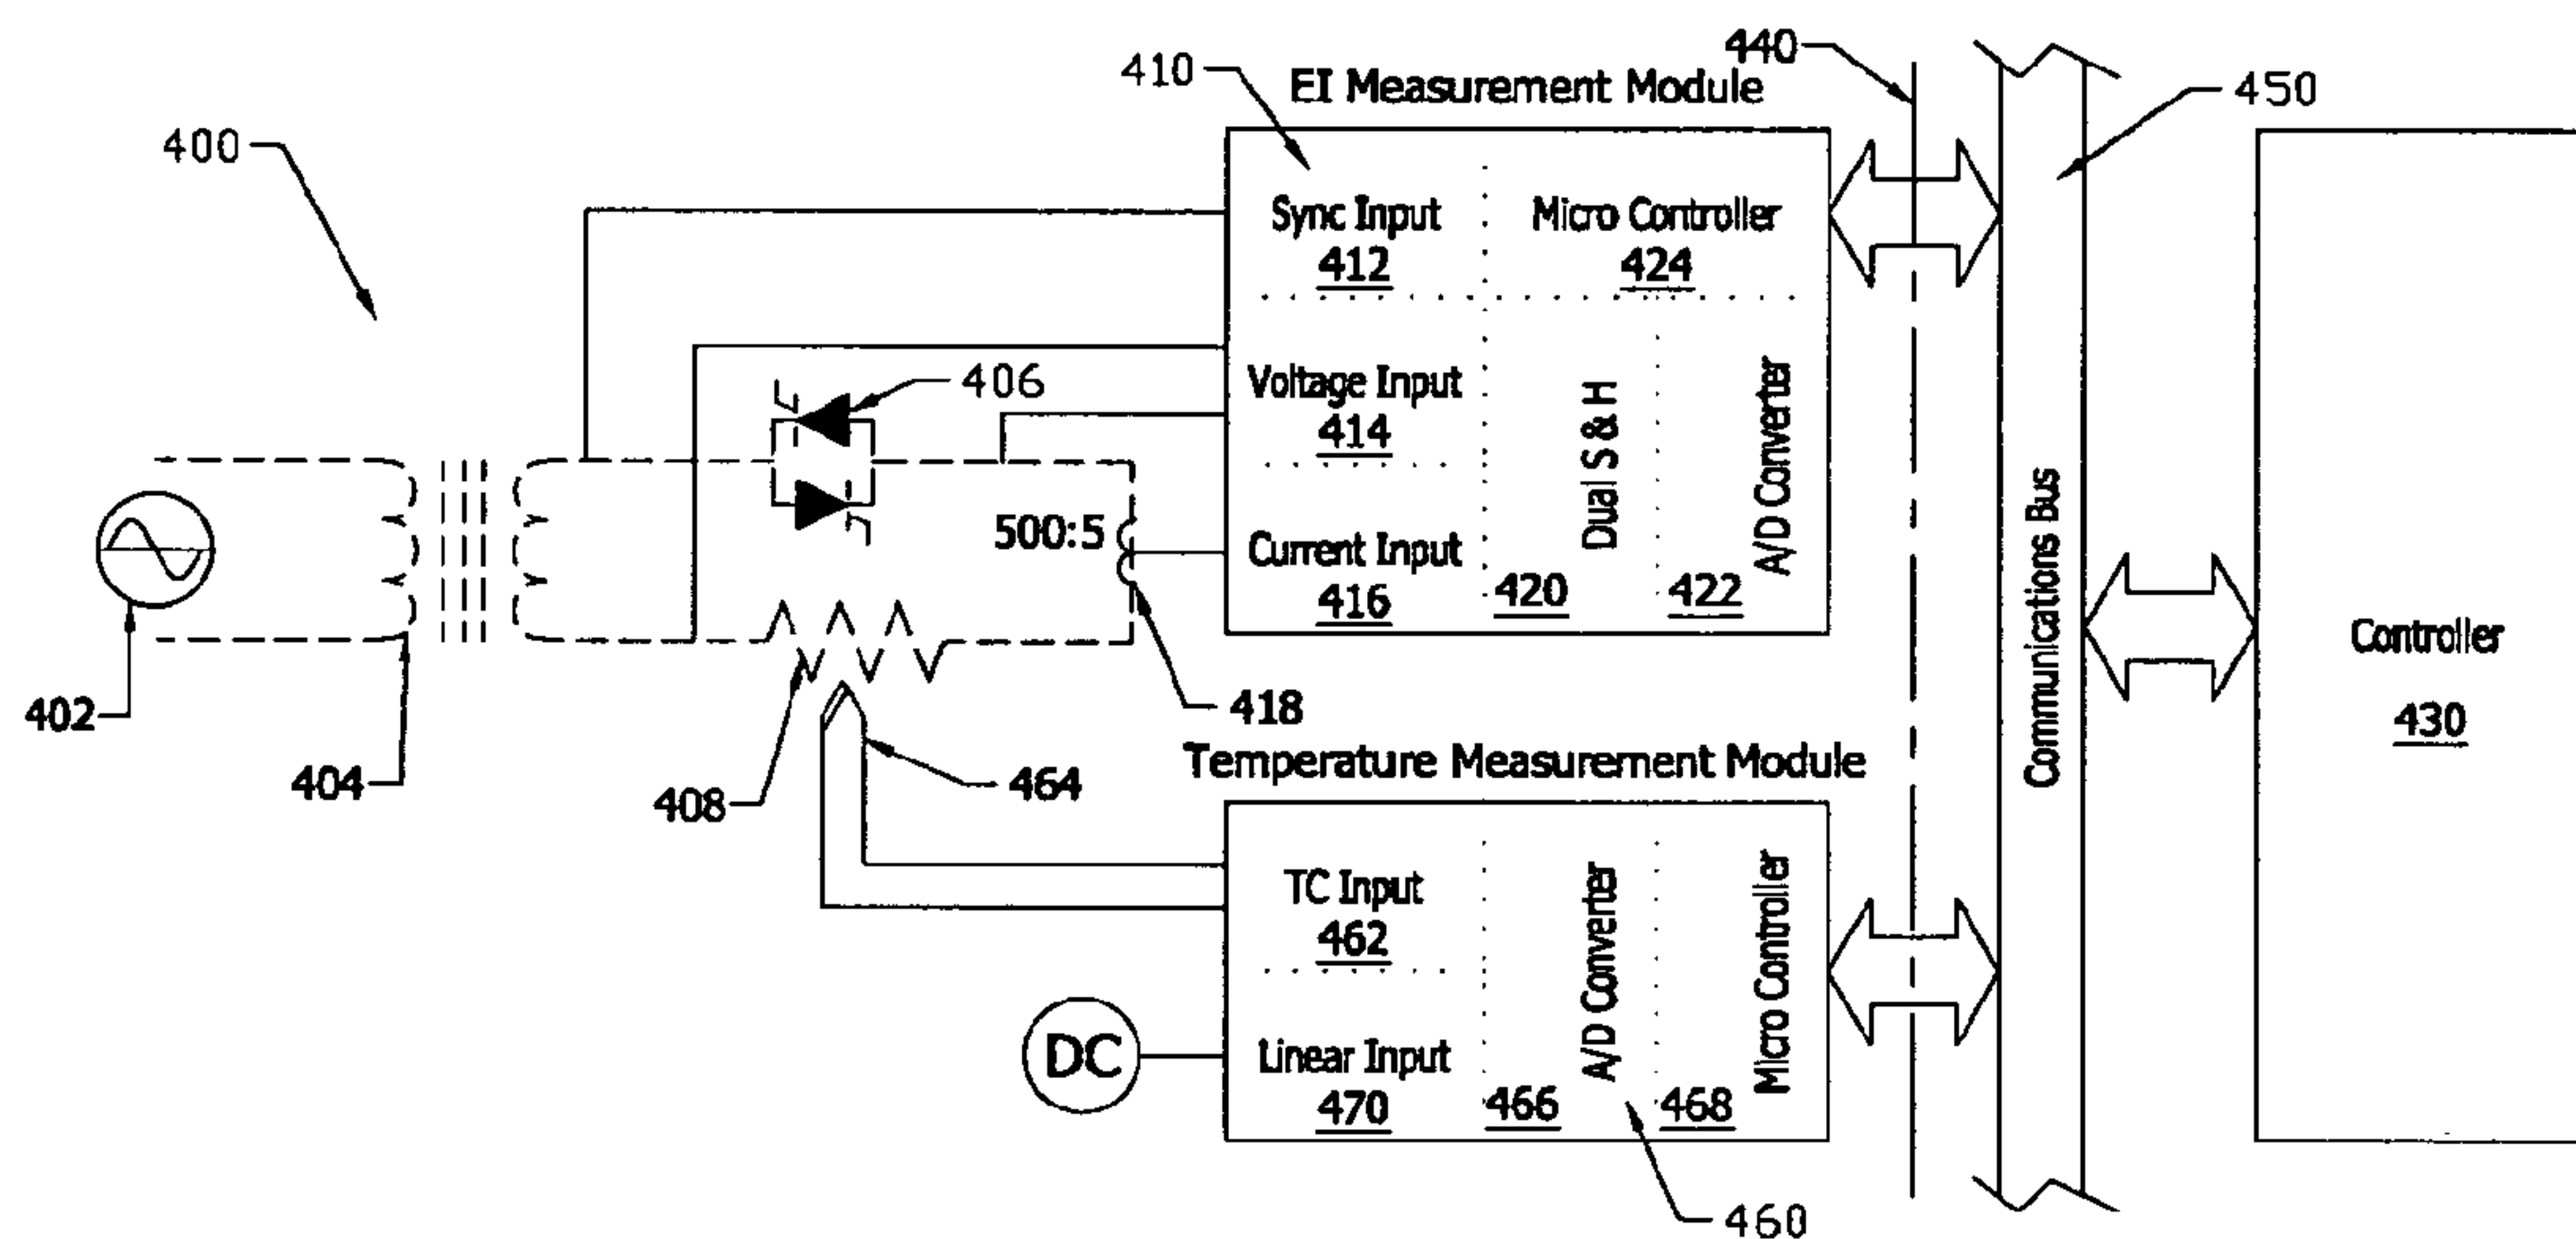 440
410
EI Measurement Module
450
400
Sync Input
412
Micro Controller
424
406
Voltage Input
414
Dual S & H
420
A/D Converter
422
500:5
Current Input
416
Communications Bus
Controller
430
402
404
408
418
464
Temperature Measurement Module
TC Input
462
A/D Converter
466
Micro Controller
468
DC
Linear Input
470
460